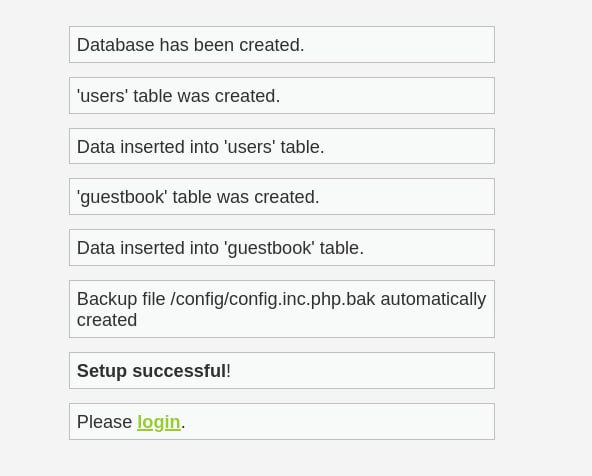 Database has been created.
'users' table was created.
Data inserted into 'users' table.
'guestbook' table was created.
Data inserted into 'guestbook' table.
Backup file /config/config.inc.php.bak automatically
created
Setup successful!
Please login.